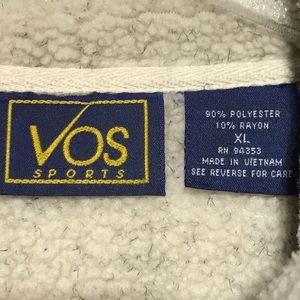 VOS
SPORTS
90% POLYESTER
10% RAYON
XL
RN 94353
MADE IN VIETNAM
SEE REVERSE FOR CARE